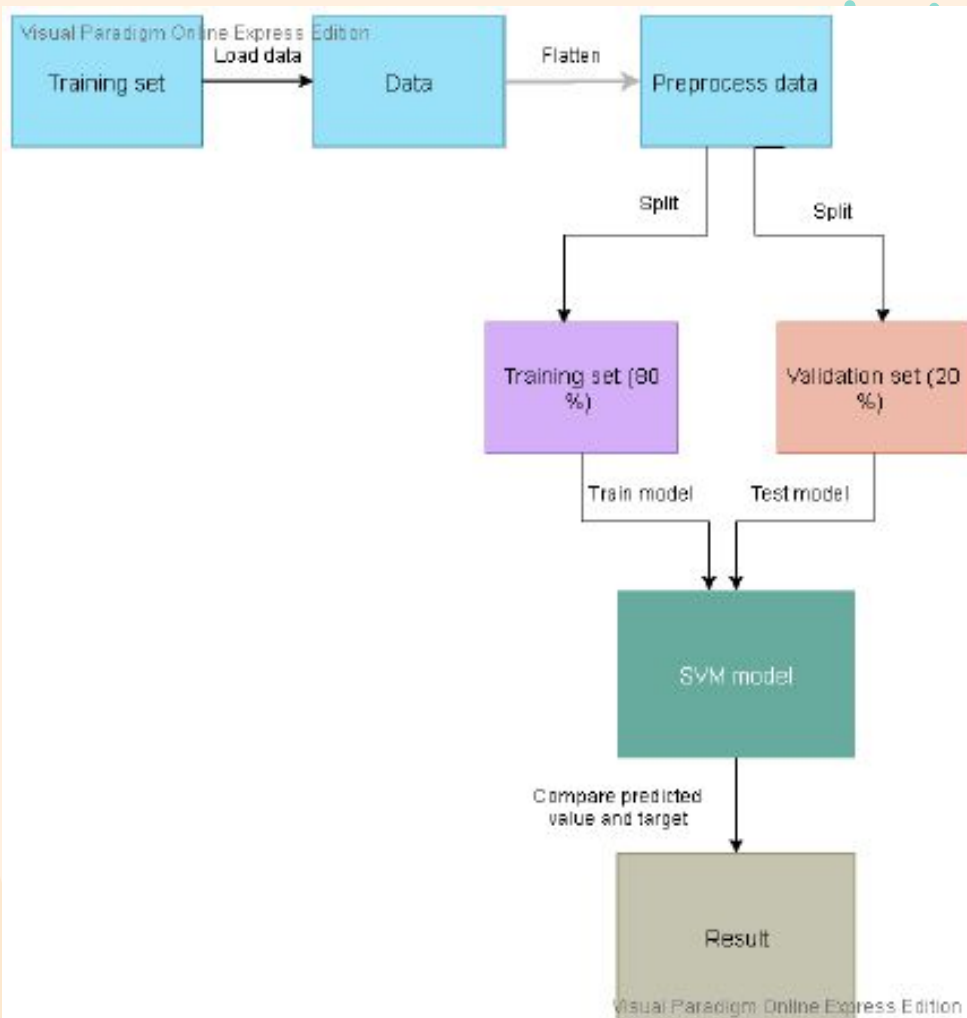 Visual Paradigm Online Express Edition
Load data
Flatten
Training set
Data
Preprocess data
Split
Split
Training set (80
%)
Validation set (20
%)
Train model
Test model
SVM model
Compare predicted
value and target
Result
Visual Paradigm Online Express Edition